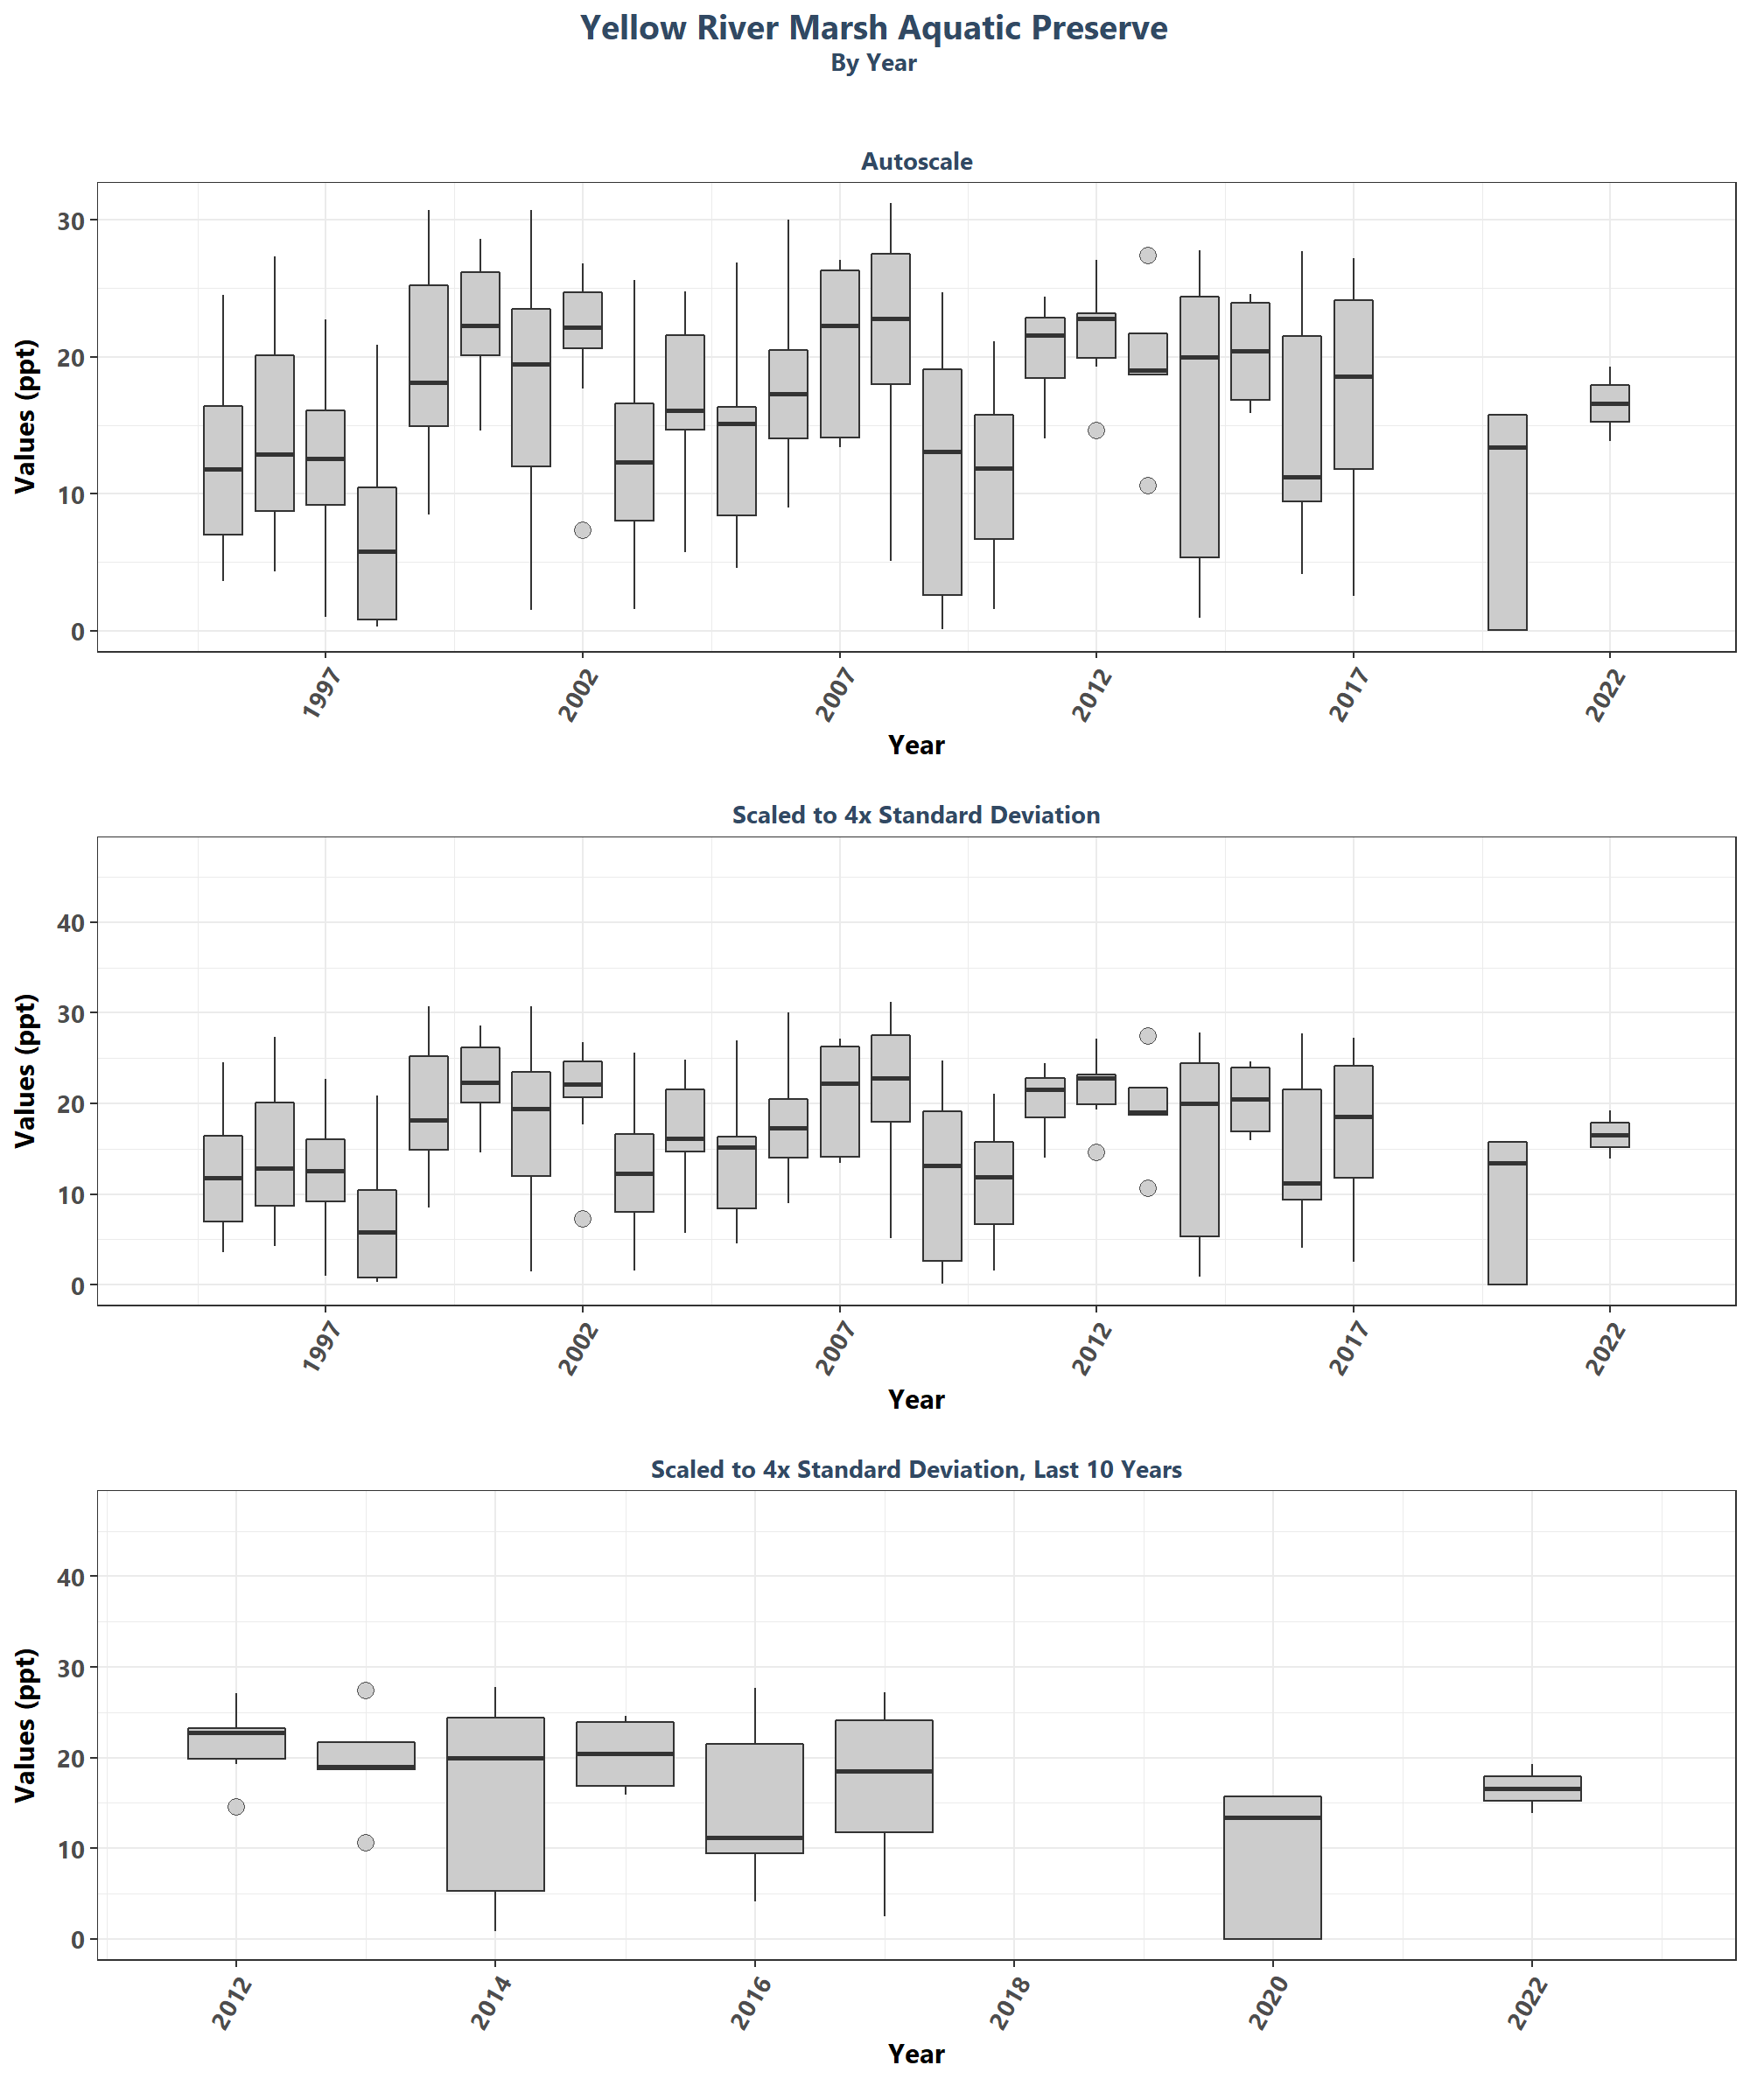 Yellow River Marsh Aquatic Preserve
By Year
Autoscale
Values (ppt)
30
20
10
0
1997 2002 2007 2012 2017 2022
Year
Scaled to 4x Standard Deviation
Values (ppt)
40
30
20
10
0
1997 2002 2007 2012 2017 2022
Year
Scaled to 4x Standard Deviation, Last 10 Years
Values (ppt)
40
30
20
10
0
2012 2014 2016 2018 2020 2022
Year